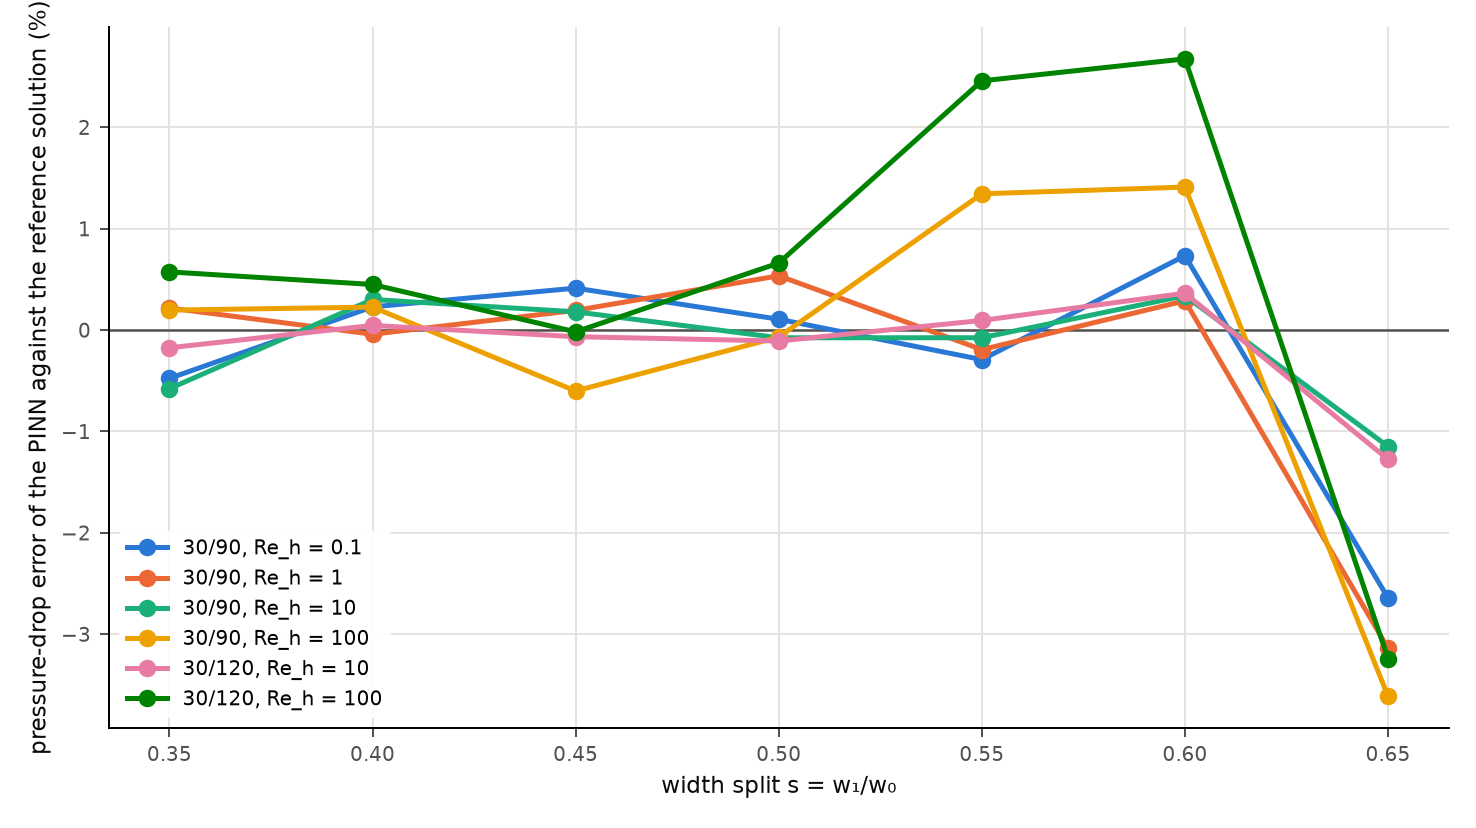 pressure-drop error of the PINN against the reference solution (%)
2
1
0
−1
−2
−3
30/90, Re_h = 0.1
30/90, Re_h = 1
30/90, Re_h = 10
30/90, Re_h = 100
30/120, Re_h = 10
30/120, Re_h = 100
0.35 0.40 0.45 0.50 0.55 0.60 0.65
width split s = w₁/w₀